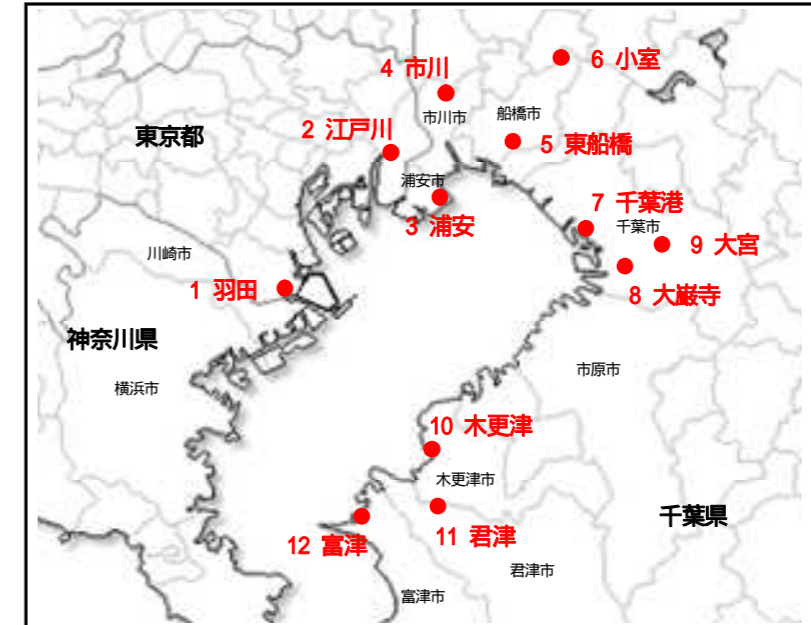 6 小室
4 市川
市川市
船橋市
東京都
2 江戸川
5 東船橋
浦安市
7 千葉港
3 浦安
千葉市
9 大宮
川崎市
8 大巌寺
1 羽田
神奈川県
市原市
横浜市
10 木更津
木更津市
千葉県
11 君津
12 富津
君津市
富津市